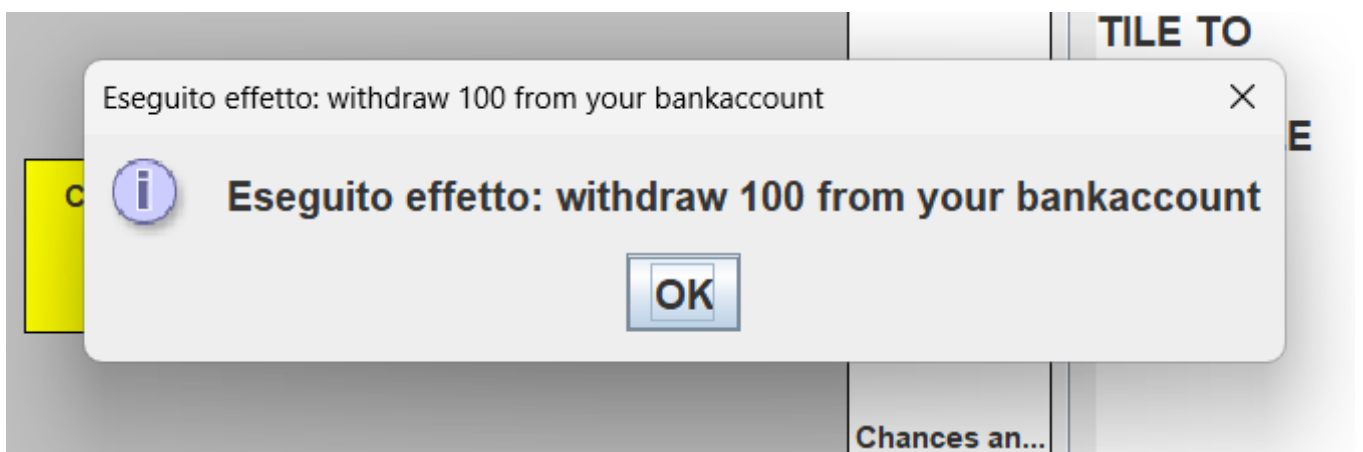 TILE TO
Eseguito effetto: withdraw 100 from your bankaccount
E
C
Eseguito effetto: withdraw 100 from your bankaccount
OK
Chances an...